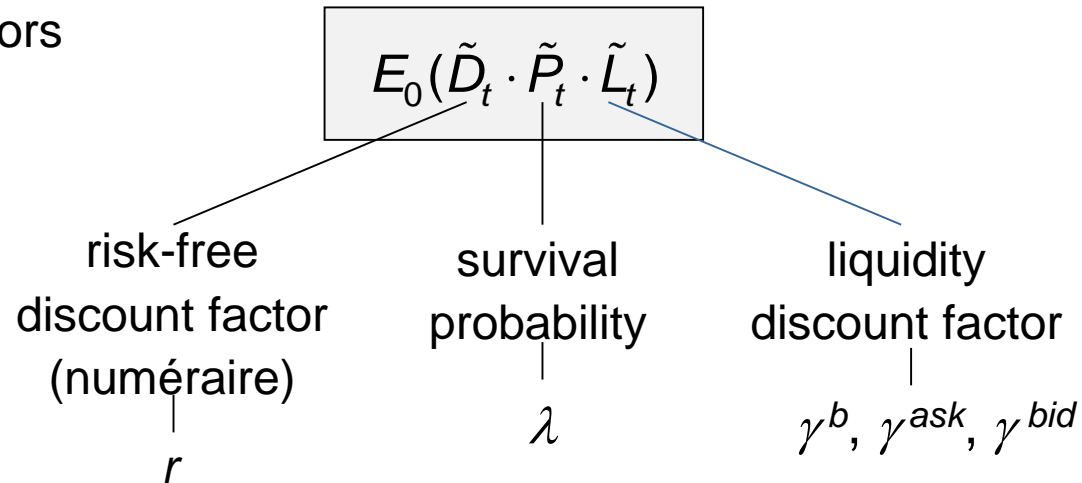 ors
E₀(D̃ₜ · P̃ₜ · L̃ₜ)
risk-free
discount factor
(numéraire)
r
survival
probability
λ
liquidity
discount factor
γᵇ, γᵃˢᵏ, γᵇⁱᵈ